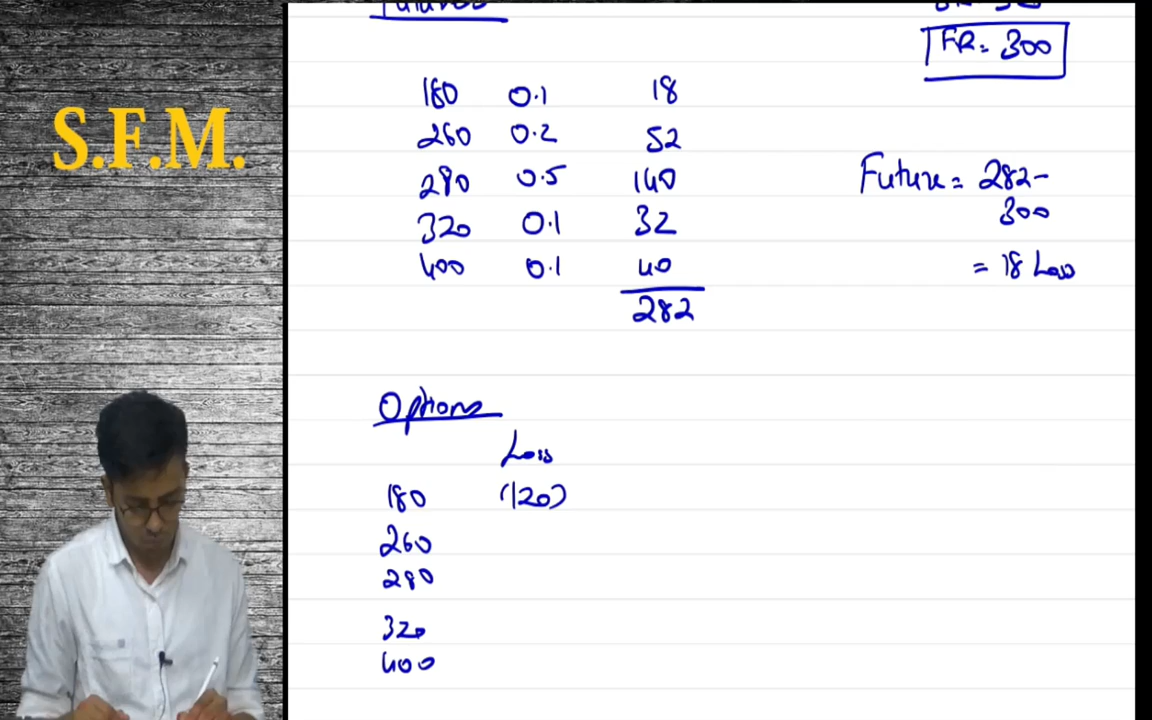 S.F.M.
Futures
FR = 300
180 0.1 18
260 0.2 52
280 0.5 140
320 0.1 32
400 0.1 40
282
Future = 282-
300
= 18 Loss
Options
Loss
180 (120)
260
280
320
400